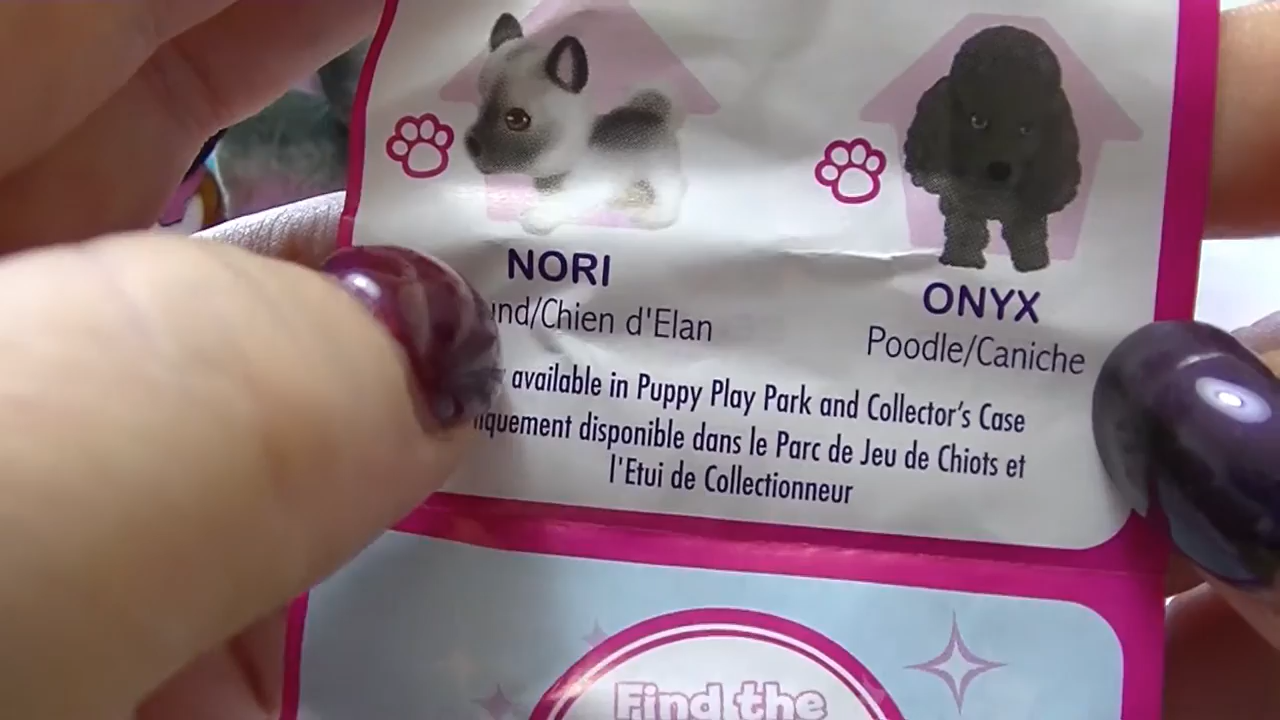 NORI
ONYX
und/Chien d'Elan
Poodle/Caniche
available in Puppy Play Park and Collector's Case
iquement disponible dans le Parc de Jeu de Chiots et
l'Etui de Collectionneur
Find the